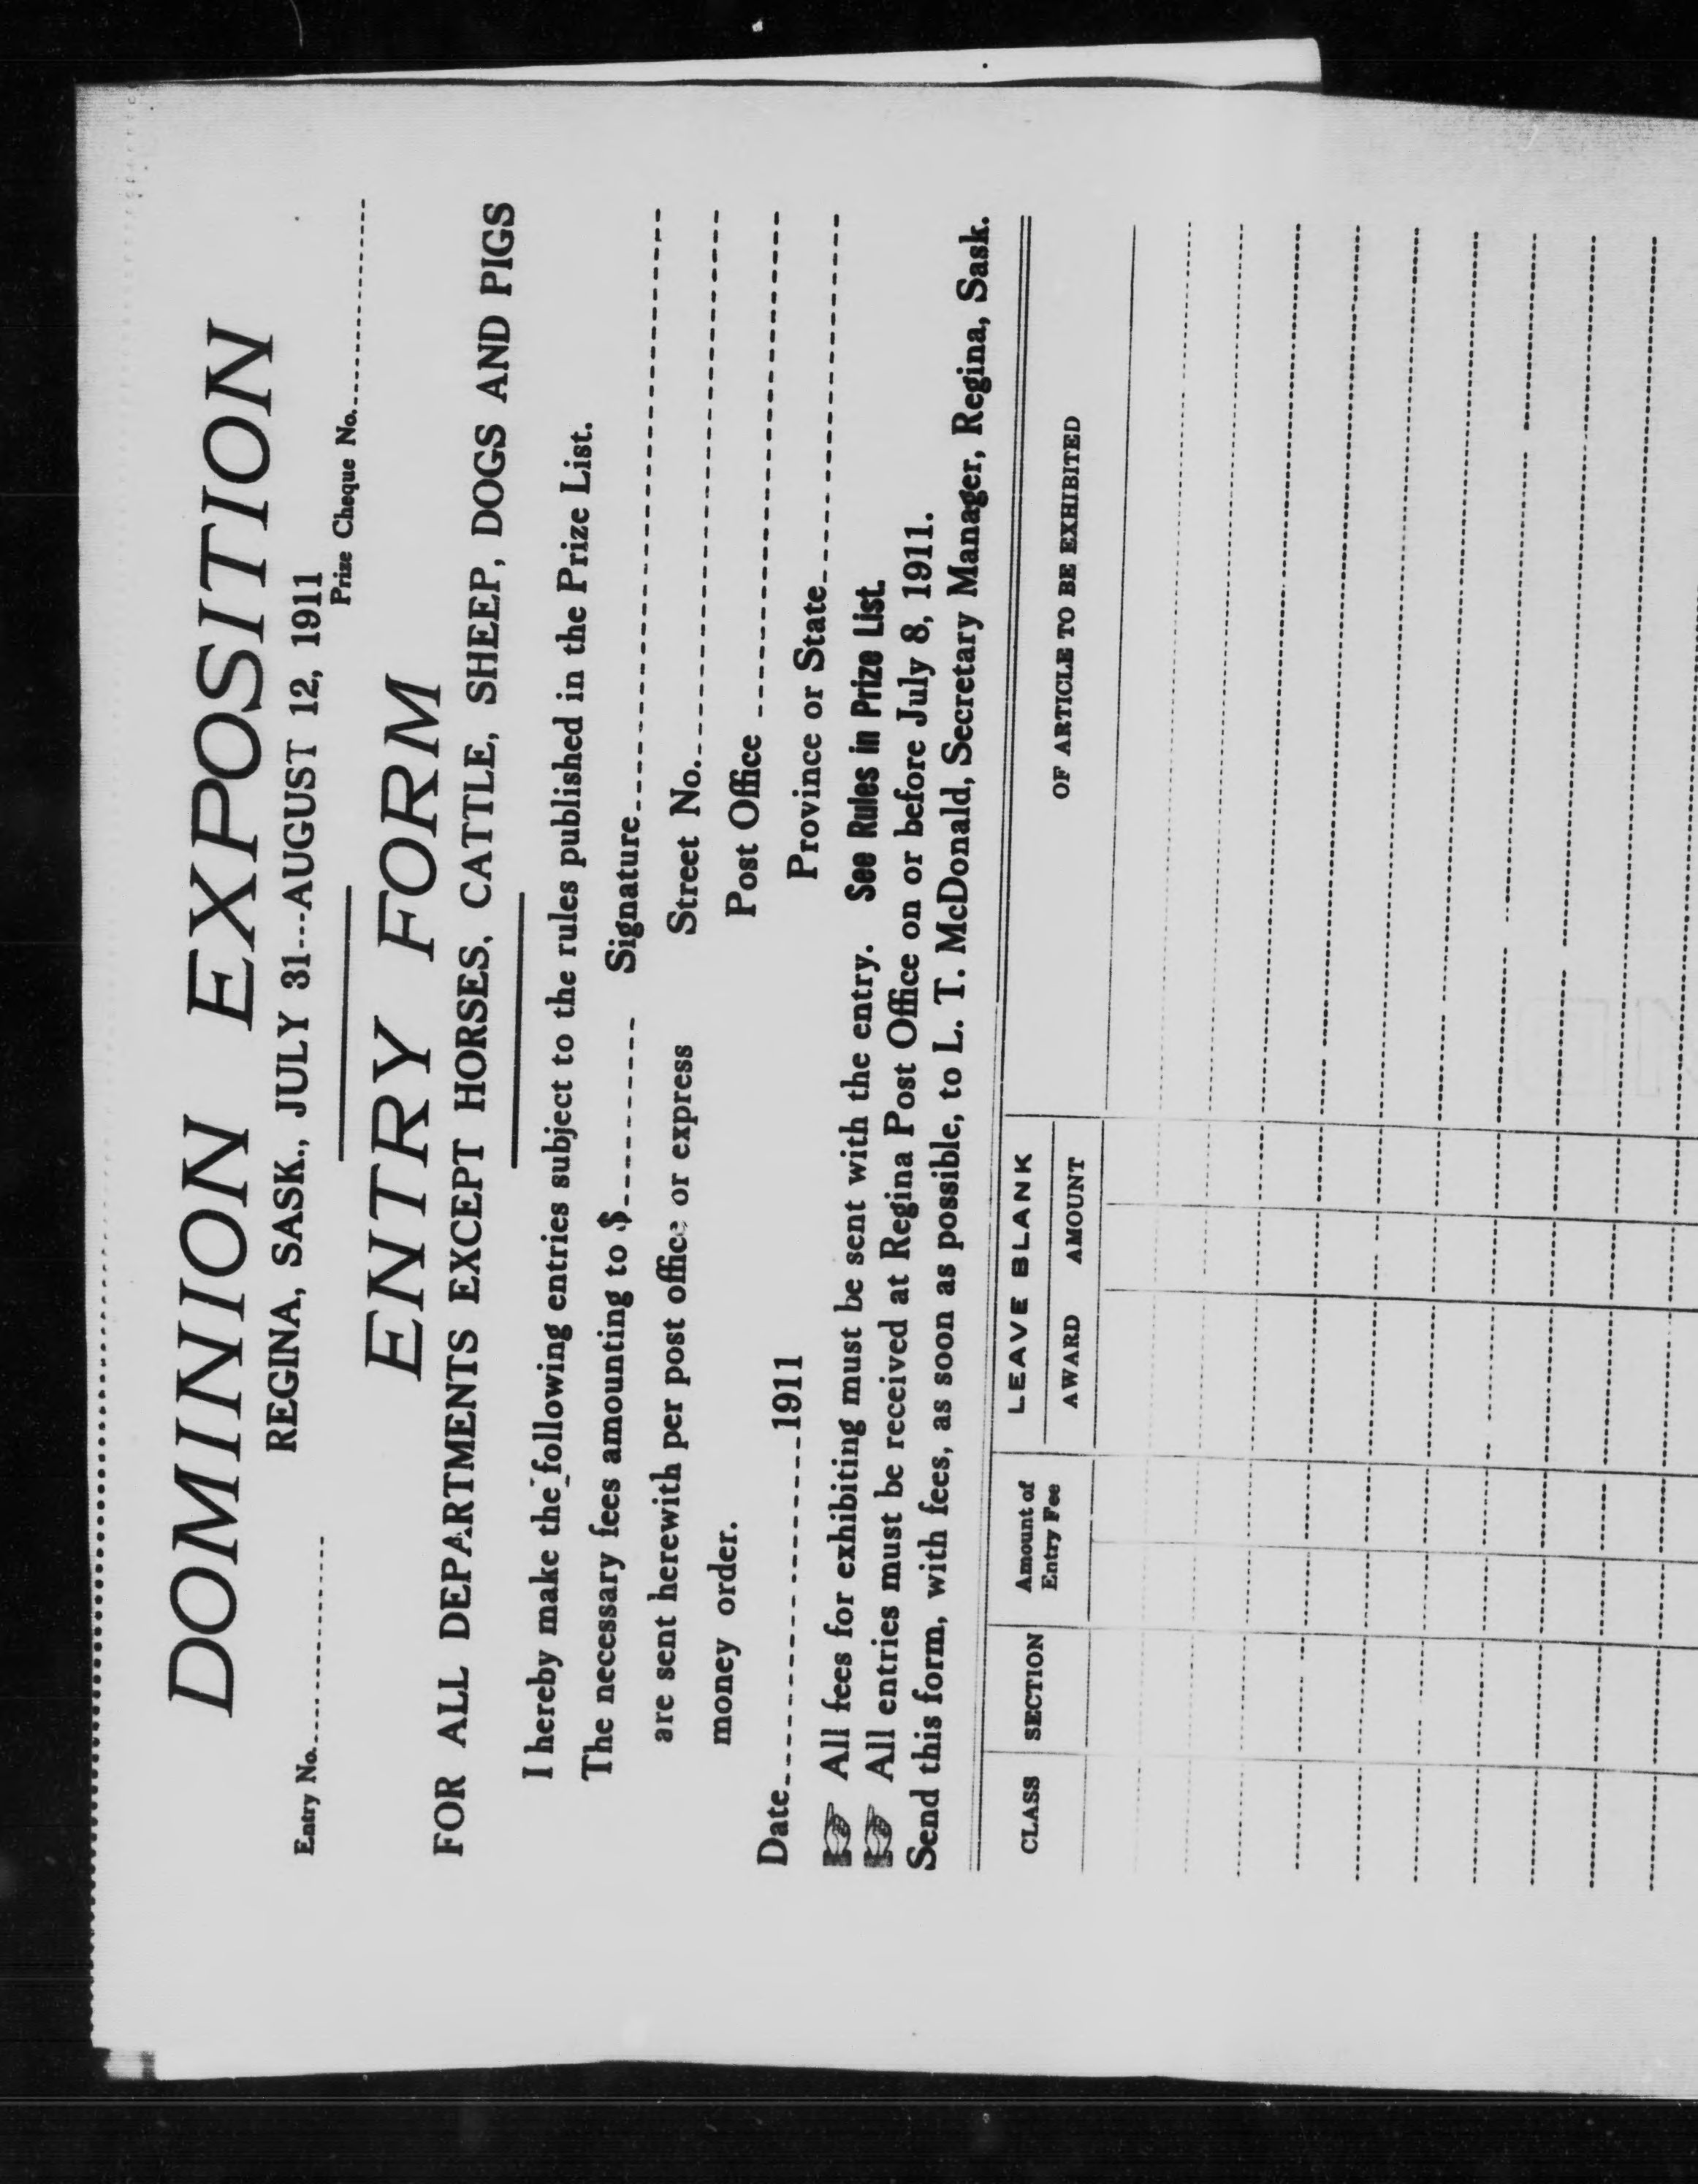 DOMINION EXPOSITION
REGINA, SASK., JULY 31---AUGUST 12, 1911
Entry No.
Prize Cheque No.
ENTRY FORM
FOR ALL DEPARTMENTS EXCEPT HORSES, CATTLE, SHEEP, DOGS AND PIGS
I hereby make the following entries subject to the rules published in the Prize List.
The necessary fees amounting to $
Signature
are sent herewith per post office or express
Street No.
money order.
Post Office
Date 1911
Province or State
☞ All fees for exhibiting must be sent with the entry. See Rules in Prize List.
☞ All entries must be received at Regina Post Office on or before July 8, 1911.
Send this form, with fees, as soon as possible, to L. T. McDonald, Secretary Manager, Regina, Sask.
CLASS
SECTION
Amount of
Entry Fee
LEAVE BLANK
AWARD
AMOUNT
OF ARTICLE TO BE EXHIBITED